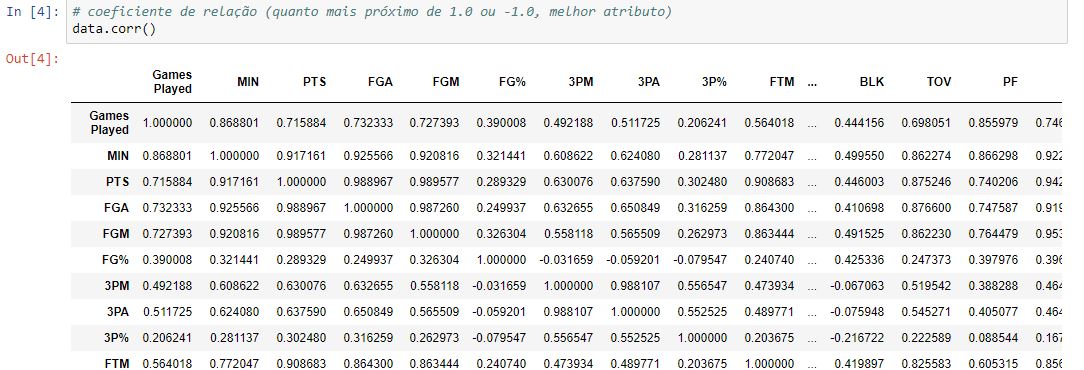 In [4]: # coeficiente de relação (quanto mais próximo de 1.0 ou -1.0, melhor atributo)
data.corr()
Out[4]:
Games Played MIN PTS FGA FGM FG% 3PM 3PA 3P% FTM ... BLK TOV PF
Games Played 1.000000 0.868801 0.715884 0.732333 0.727393 0.390008 0.492188 0.511725 0.206241 0.564018 ... 0.444156 0.698051 0.855979 0.746
MIN 0.868801 1.000000 0.917161 0.925566 0.920816 0.321441 0.608622 0.624080 0.281137 0.772047 ... 0.499550 0.862274 0.866298 0.922
PTS 0.715884 0.917161 1.000000 0.988967 0.989577 0.289329 0.630076 0.637590 0.302480 0.908683 ... 0.446003 0.875246 0.740206 0.942
FGA 0.732333 0.925566 0.988967 1.000000 0.987260 0.249937 0.632655 0.650849 0.316259 0.864300 ... 0.410698 0.876600 0.747587 0.919
FGM 0.727393 0.920816 0.989577 0.987260 1.000000 0.326304 0.558118 0.565509 0.262973 0.863444 ... 0.491525 0.862230 0.764479 0.953
FG% 0.390008 0.321441 0.289329 0.249937 0.326304 1.000000 -0.031659 -0.059201 -0.079547 0.240740 ... 0.425336 0.247373 0.397976 0.396
3PM 0.492188 0.608622 0.630076 0.632655 0.558118 -0.031659 1.000000 0.988107 0.556547 0.473934 ... -0.067063 0.519542 0.388288 0.464
3PA 0.511725 0.624080 0.637590 0.650849 0.565509 -0.059201 0.988107 1.000000 0.552525 0.489771 ... -0.075948 0.545271 0.405077 0.464
3P% 0.206241 0.281137 0.302480 0.316259 0.262973 -0.079547 0.556547 0.552525 1.000000 0.203675 ... -0.216722 0.222589 0.088544 0.167
FTM 0.564018 0.772047 0.908683 0.864300 0.863444 0.240740 0.473934 0.489771 0.203675 1.000000 ... 0.419897 0.825583 0.605315 0.856